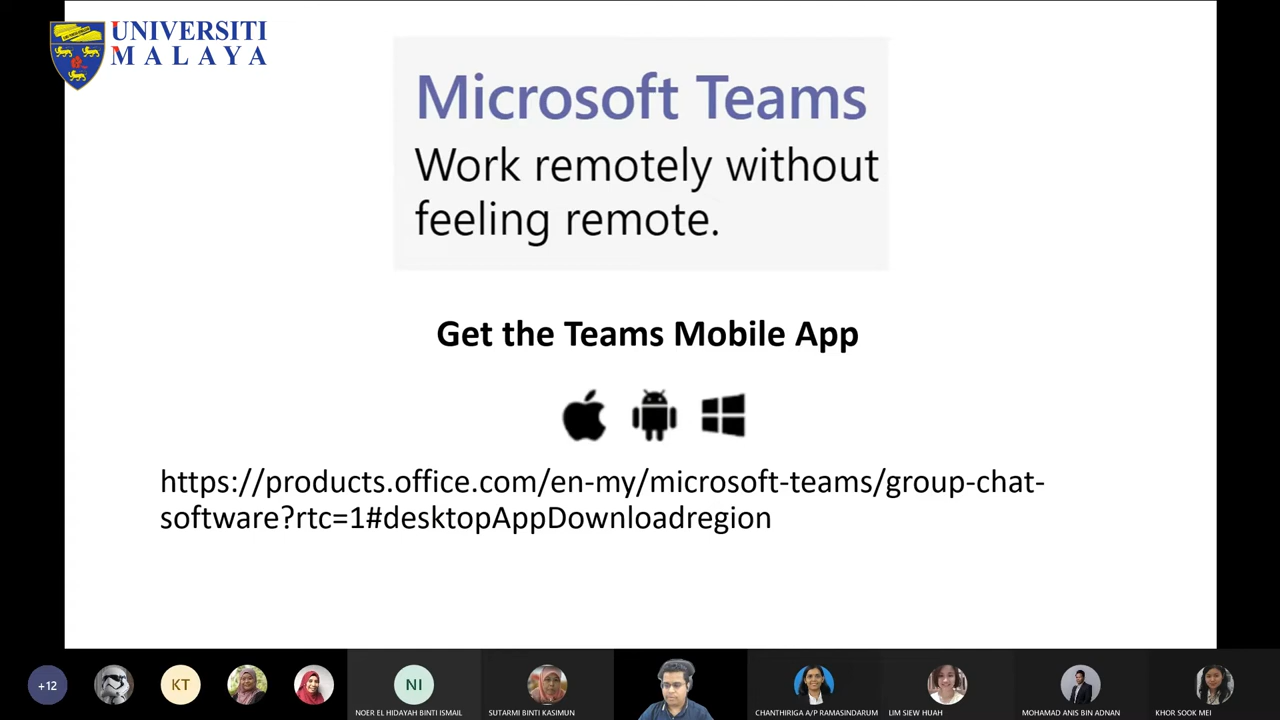 UNIVERSITI
MALAYA
Microsoft Teams
Work remotely without
feeling remote.
Get the Teams Mobile App
https://products.office.com/en-my/microsoft-teams/group-chat-
software?rtc=1#desktopAppDownloadregion
+12
KT
NI
NOER EL HIDAYAH BINTI ISMAIL
SUTARMI BINTI KASIMUN
CHANTHIRIGA A/P RAMASINDARUM
LIM SIEW HUAH
MOHAMAD ANIS BIN ADNAN
KHOR SOOK MEI